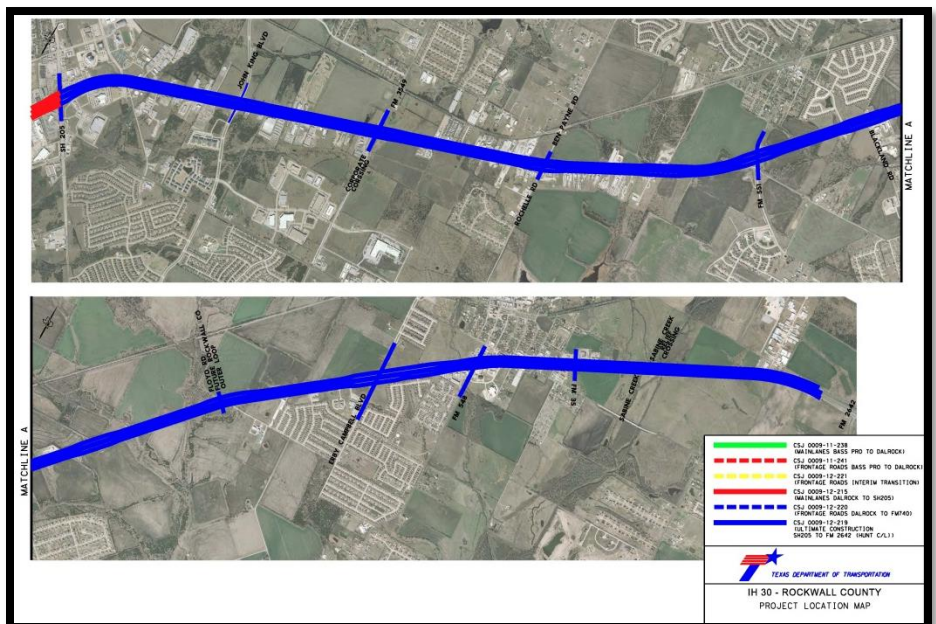 JOHN KING BLVD
FM 3549
SH 205
CORPORATE
CROSSING
BEN PAYNE RD
ROCHELLE RD
FM 551
BLACKLAND RD
MATCHLINE A
MATCHLINE A
FLOYD RD
FUTURE ROCKWALL CO.
OUTER LOOP
ERBY CAMPBELL BLVD
FM 548
FM 35
SABINE CREEK
CROSSING
SABINE CREEK
FM 2642
CSJ 0009-11-238
(MAINLANES BASS PRO TO DALROCK)
CSJ 0009-11-241
(FRONTAGE ROADS BASS PRO TO DALROCK)
CSJ 0009-12-221
(FRONTAGE ROADS INTERIM TRANSITION)
CSJ 0009-12-215
(MAINLANES DALROCK TO SH205)
CSJ 0009-12-220
(FRONTAGE ROADS DALROCK TO FM740)
CSJ 0009-12-219
(ULTIMATE CONSTRUCTION
SH205 TO FM 2642 (HUNT C/L))
TEXAS DEPARTMENT OF TRANSPORTATION
IH 30 - ROCKWALL COUNTY
PROJECT LOCATION MAP